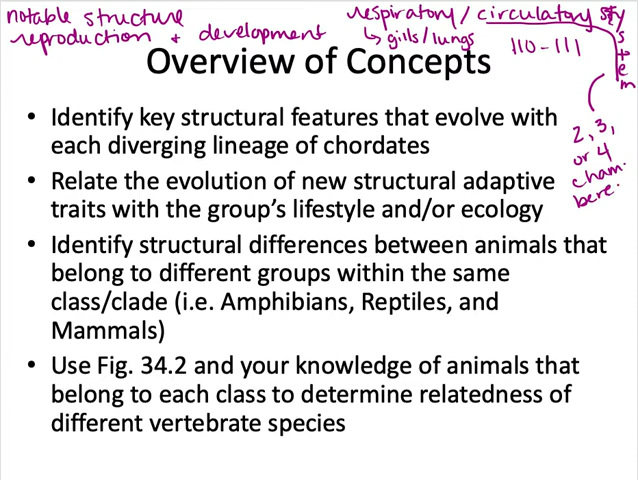 notable structure
reproduction + development
respiratory / circulatory system
↳ gills/lungs
110-111
2, 3,
or 4
cham.
bere.
Overview of Concepts
• Identify key structural features that evolve with
each diverging lineage of chordates
• Relate the evolution of new structural adaptive
traits with the group's lifestyle and/or ecology
• Identify structural differences between animals that
belong to different groups within the same
class/clade (i.e. Amphibians, Reptiles, and
Mammals)
• Use Fig. 34.2 and your knowledge of animals that
belong to each class to determine relatedness of
different vertebrate species